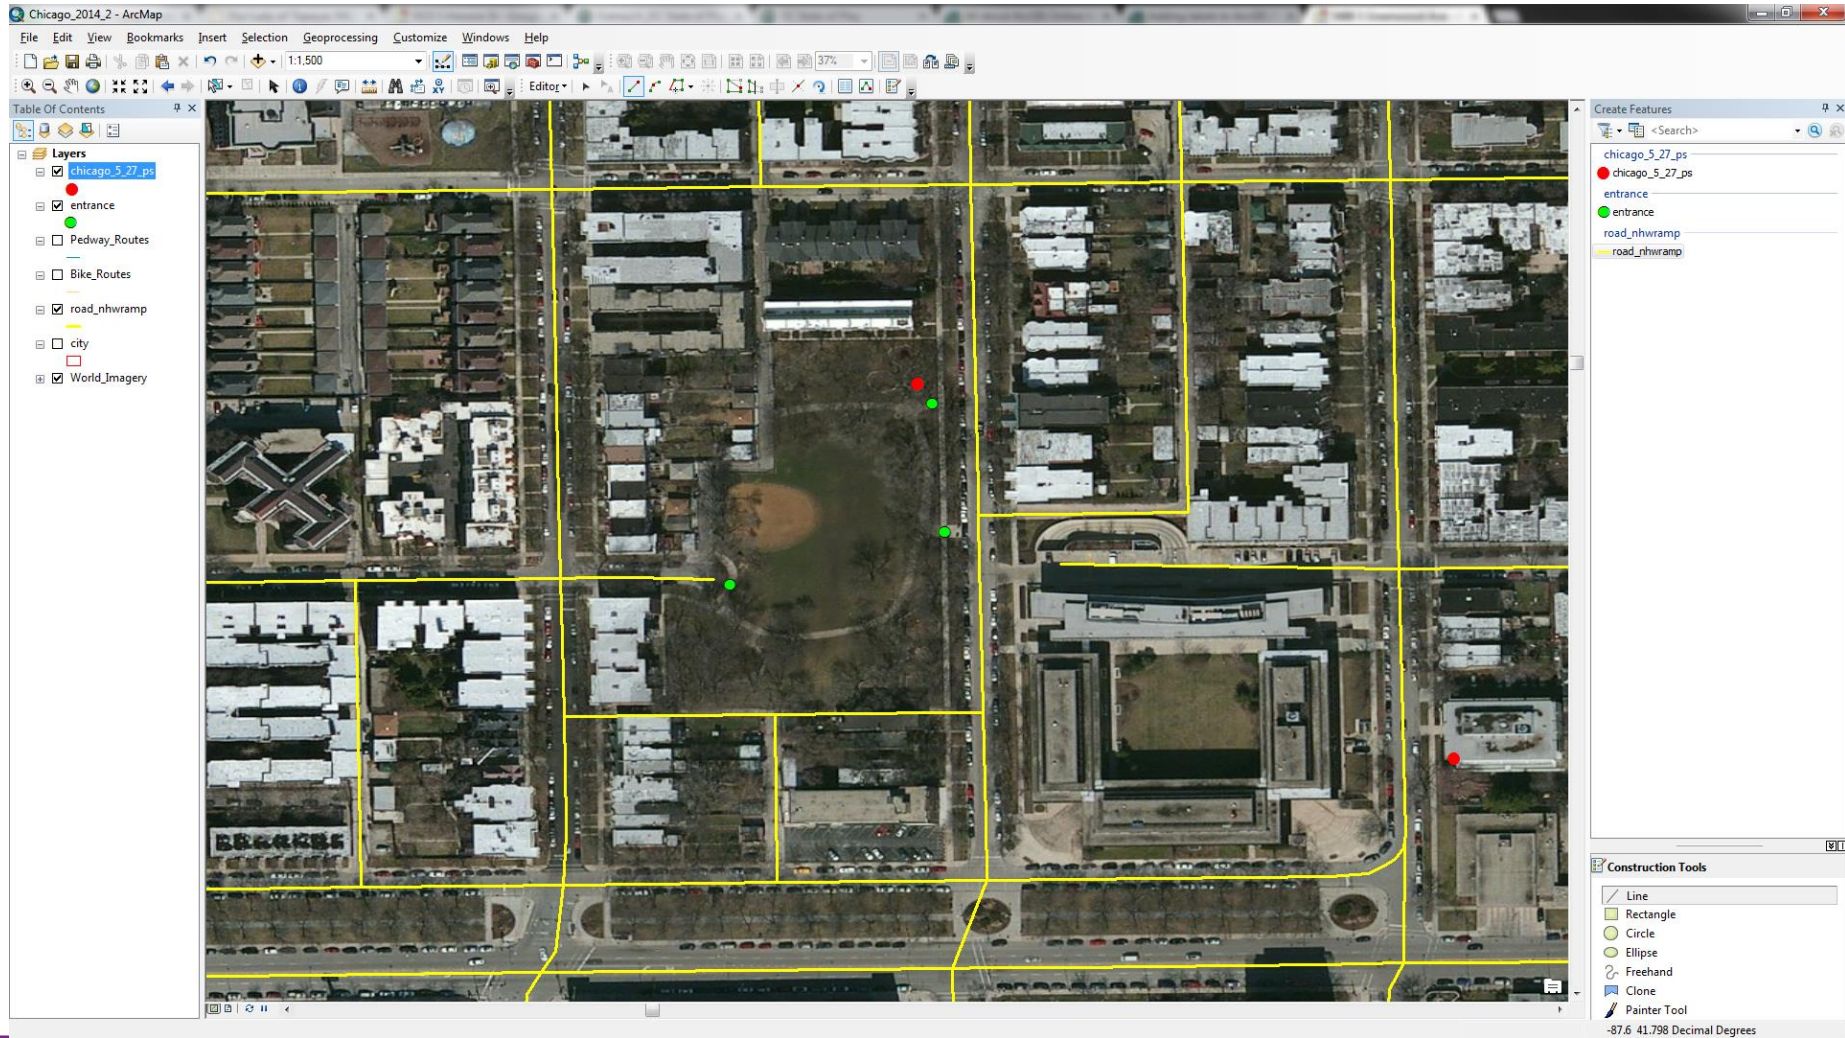 Chicago_2014_2 - ArcMap
File Edit View Bookmarks Insert Selection Geoprocessing Customize Windows Help
1:1,500
37%
Editor
Table Of Contents
Layers
chicago_5_27_ps
entrance
Pedway_Routes
Bike_Routes
road_nhwramp
city
World_Imagery
Create Features
<Search>
chicago_5_27_ps
chicago_5_27_ps
entrance
entrance
road_nhwramp
road_nhwramp
Construction Tools
Line
Rectangle
Circle
Ellipse
Freehand
Clone
Painter Tool
-87.6 41.798 Decimal Degrees